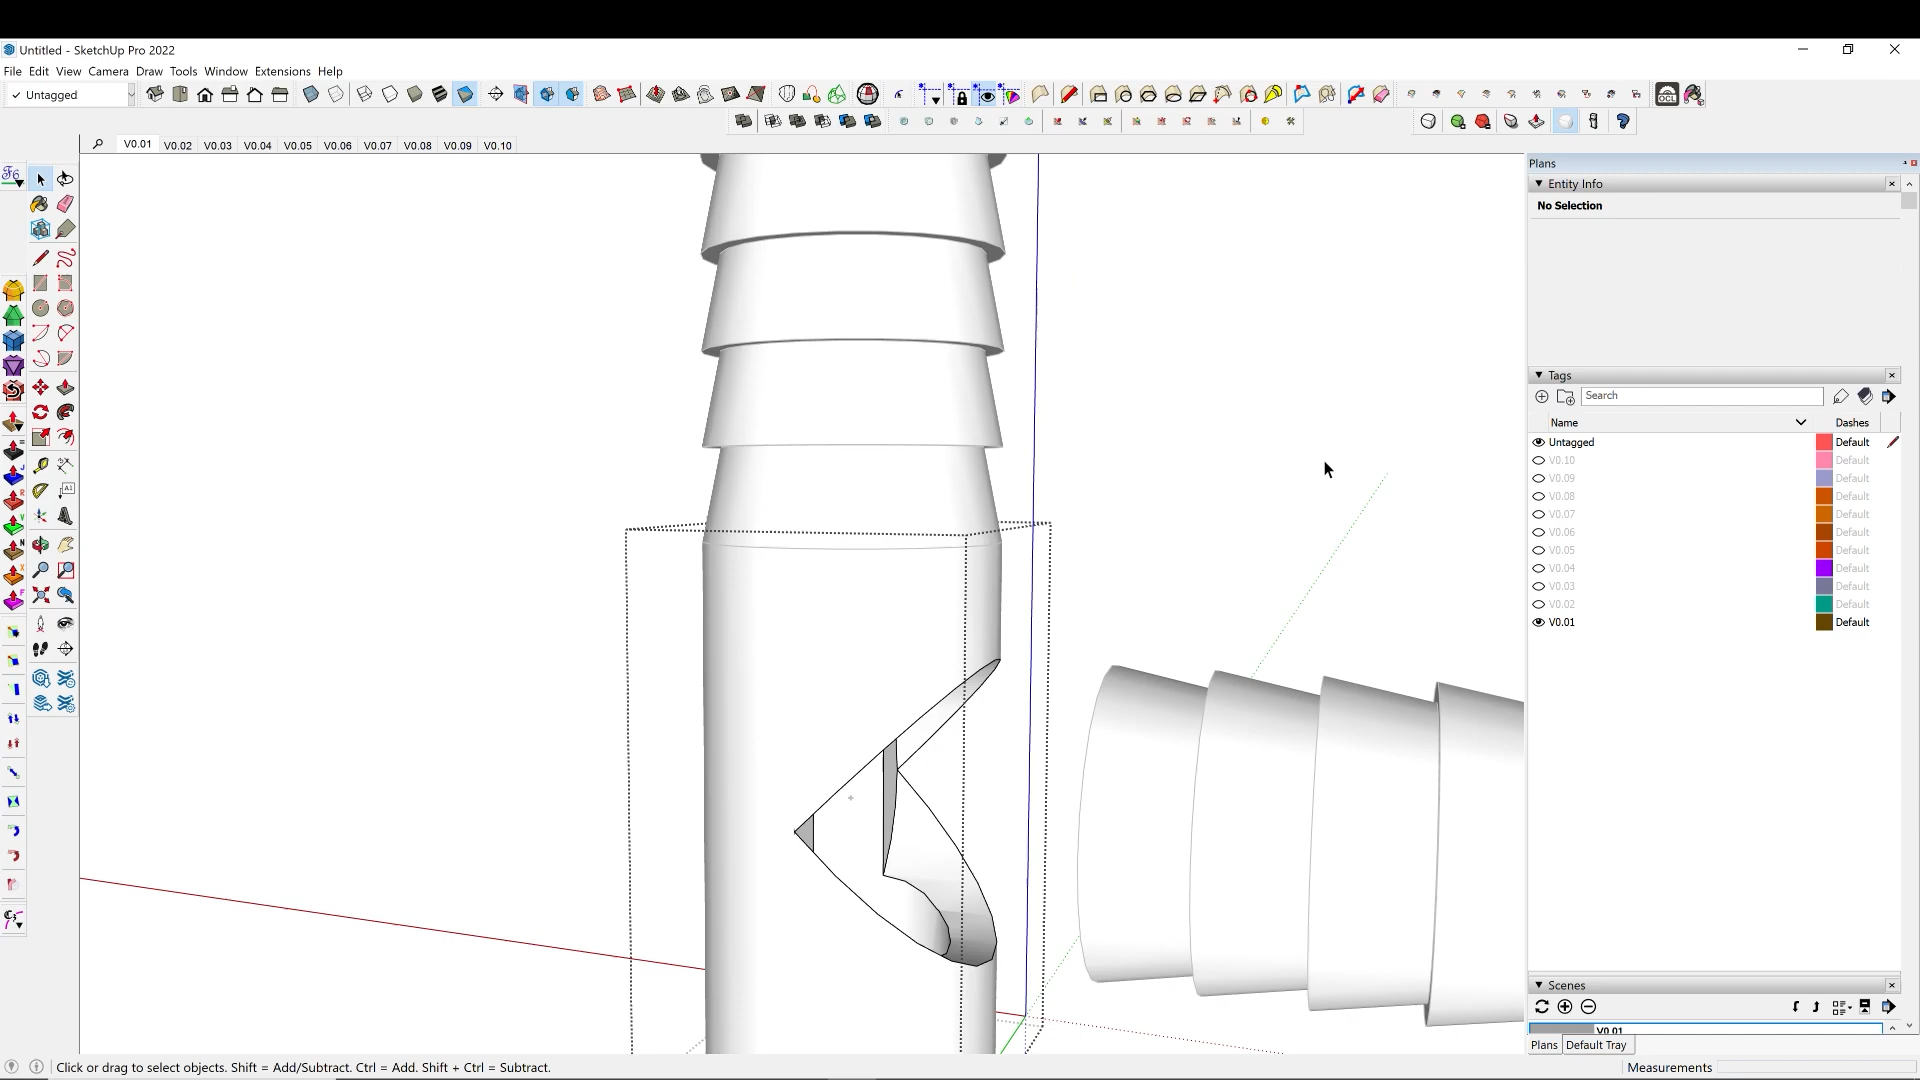 Untitled - SketchUp Pro 2022
File Edit View Camera Draw Tools Window Extensions Help
✓ Untagged
OCL
V0.01 V0.02 V0.03 V0.04 V0.05 V0.06 V0.07 V0.08 V0.09 V0.10
Plans
Entity Info
No Selection
Tags
Search
Name Dashes
Untagged Default
V0.10 Default
V0.09 Default
V0.08 Default
V0.07 Default
V0.06 Default
V0.05 Default
V0.04 Default
V0.03 Default
V0.02 Default
V0.01 Default
Scenes
V0.01
Plans Default Tray
Click or drag to select objects. Shift = Add/Subtract. Ctrl = Add. Shift + Ctrl = Subtract.
Measurements